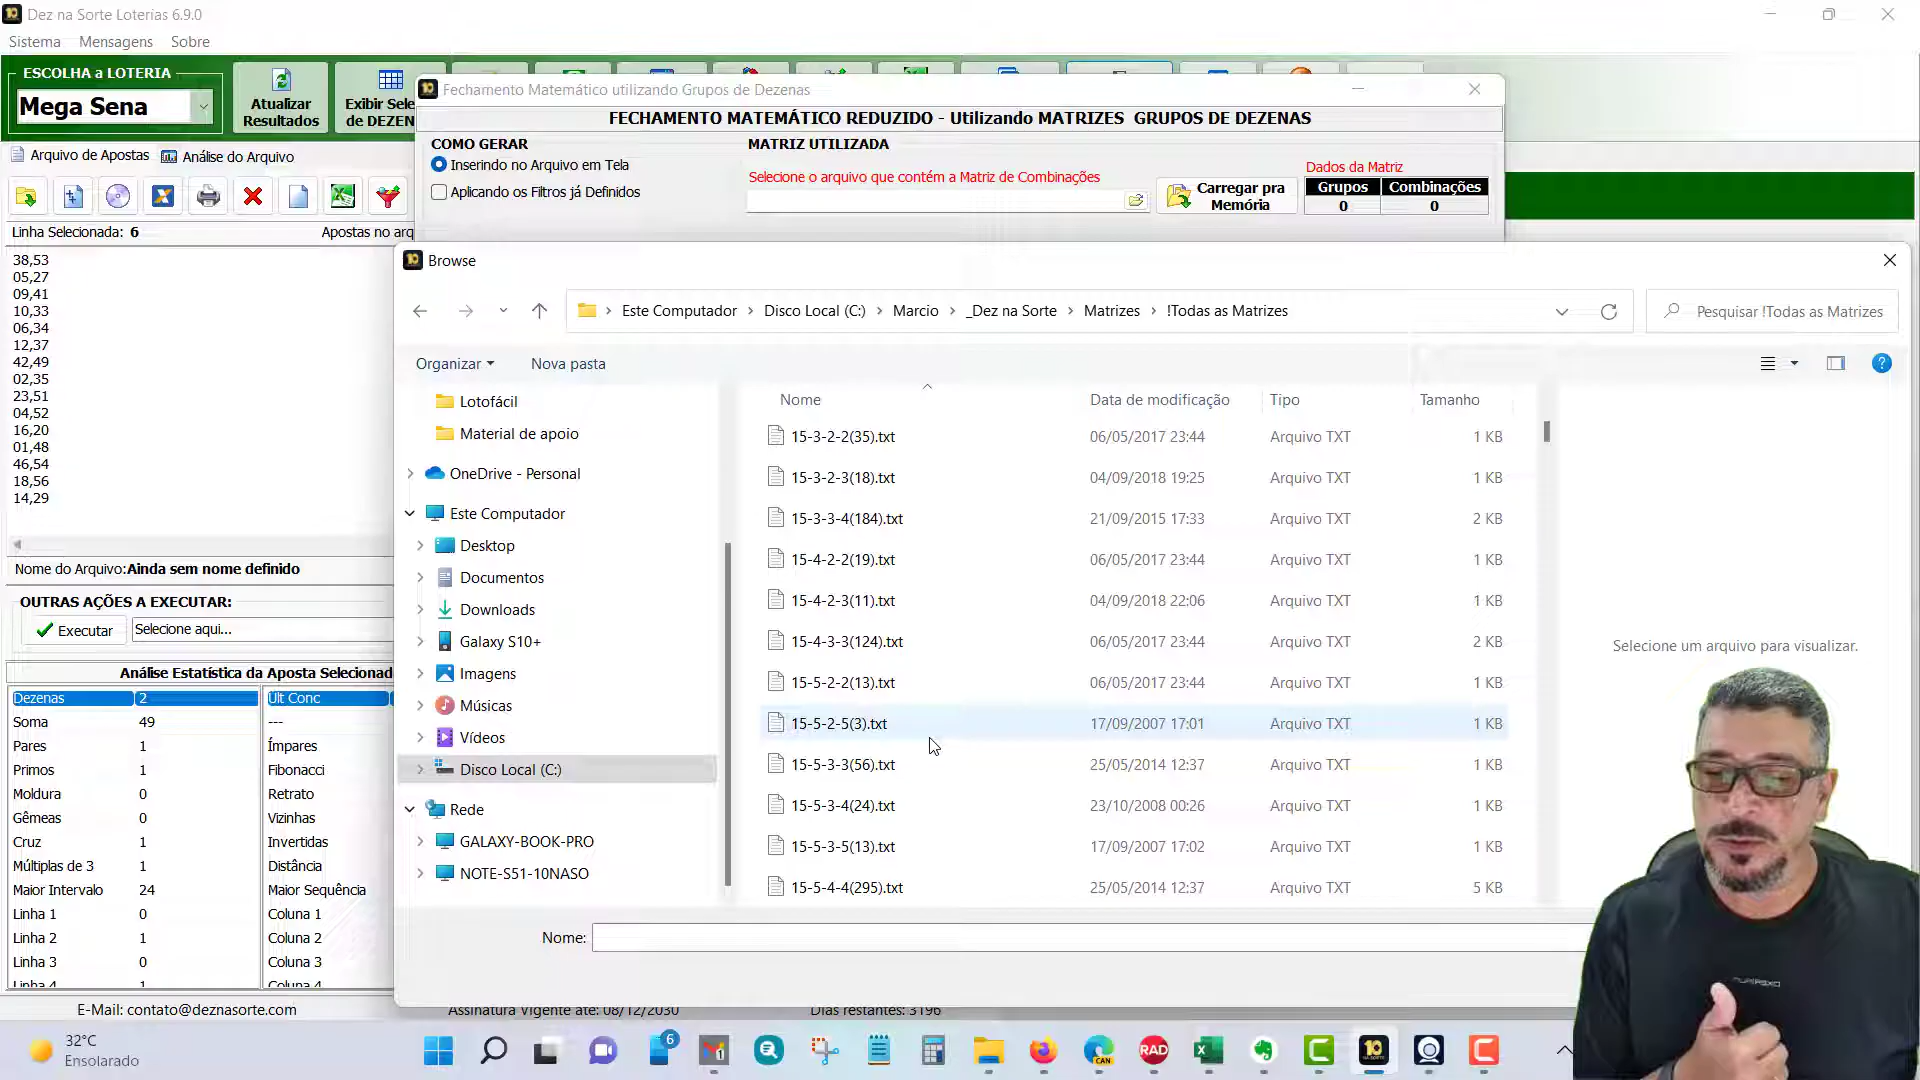 Dez na Sorte Loterias 6.9.0
Sistema Mensagens Sobre
ESCOLHA a LOTERIA
Mega Sena
Atualizar
Resultados
Exibir Sele
de DEZEN
Arquivo de Apostas Análise do Arquivo
Linha Selecionada: 6 Apostas no arq
38,53
05,27
09,41
10,33
06,34
12,37
42,49
02,35
23,51
04,52
16,20
01,48
46,54
18,56
14,29
Nome do Arquivo:Ainda sem nome definido
OUTRAS AÇÕES A EXECUTAR:
Executar Selecione aqui...
Análise Estatística da Aposta Selecionad
Dezenas 2 Últ Conc
Soma 49 ---
Pares 1 Ímpares
Primos 1 Fibonacci
Moldura 0 Retrato
Gêmeas 0 Vizinhas
Cruz 1 Invertidas
Múltiplas de 3 1 Distância
Maior Intervalo 24 Maior Sequência
Linha 1 0 Coluna 1
Linha 2 1 Coluna 2
Linha 3 0 Coluna 3
Linha 4 1 Coluna 4
E-Mail: contato@deznasorte.com Assinatura Vigente até: 08/12/2030 Dias restantes: 3196
Fechamento Matemático utilizando Grupos de Dezenas
FECHAMENTO MATEMÁTICO REDUZIDO - Utilizando MATRIZES GRUPOS DE DEZENAS
COMO GERAR
Inserindo no Arquivo em Tela
Aplicando os Filtros já Definidos
MATRIZ UTILIZADA
Selecione o arquivo que contém a Matriz de Combinações
Carregar pra
Memória
Dados da Matriz
Grupos Combinações
0 0
Browse
Este Computador Disco Local (C:) Marcio _Dez na Sorte Matrizes !Todas as Matrizes
Pesquisar !Todas as Matrizes
Organizar Nova pasta
Lotofácil
Material de apoio
OneDrive - Personal
Este Computador
Desktop
Documentos
Downloads
Galaxy S10+
Imagens
Músicas
Vídeos
Disco Local (C:)
Rede
GALAXY-BOOK-PRO
NOTE-S51-10NASO
Nome Data de modificação Tipo Tamanho
15-3-2-2(35).txt 06/05/2017 23:44 Arquivo TXT 1 KB
15-3-2-3(18).txt 04/09/2018 19:25 Arquivo TXT 1 KB
15-3-3-4(184).txt 21/09/2015 17:33 Arquivo TXT 2 KB
15-4-2-2(19).txt 06/05/2017 23:44 Arquivo TXT 1 KB
15-4-2-3(11).txt 04/09/2018 22:06 Arquivo TXT 1 KB
15-4-3-3(124).txt 06/05/2017 23:44 Arquivo TXT 2 KB
15-5-2-2(13).txt 06/05/2017 23:44 Arquivo TXT 1 KB
15-5-2-5(3).txt 17/09/2007 17:01 Arquivo TXT 1 KB
15-5-3-3(56).txt 25/05/2014 12:37 Arquivo TXT 1 KB
15-5-3-4(24).txt 23/10/2008 00:26 Arquivo TXT 1 KB
15-5-3-5(13).txt 17/09/2007 17:02 Arquivo TXT 1 KB
15-5-4-4(295).txt 25/05/2014 12:37 Arquivo TXT 5 KB
Selecione um arquivo para visualizar.
Nome:
32°C
Ensolarado
6
1
CAN
RAD
10